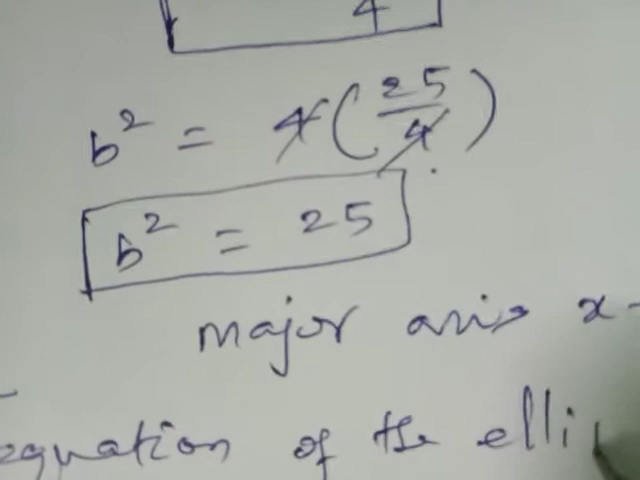 4
b² = 4(25/4)
b² = 25
major axis x-
equation of the elli